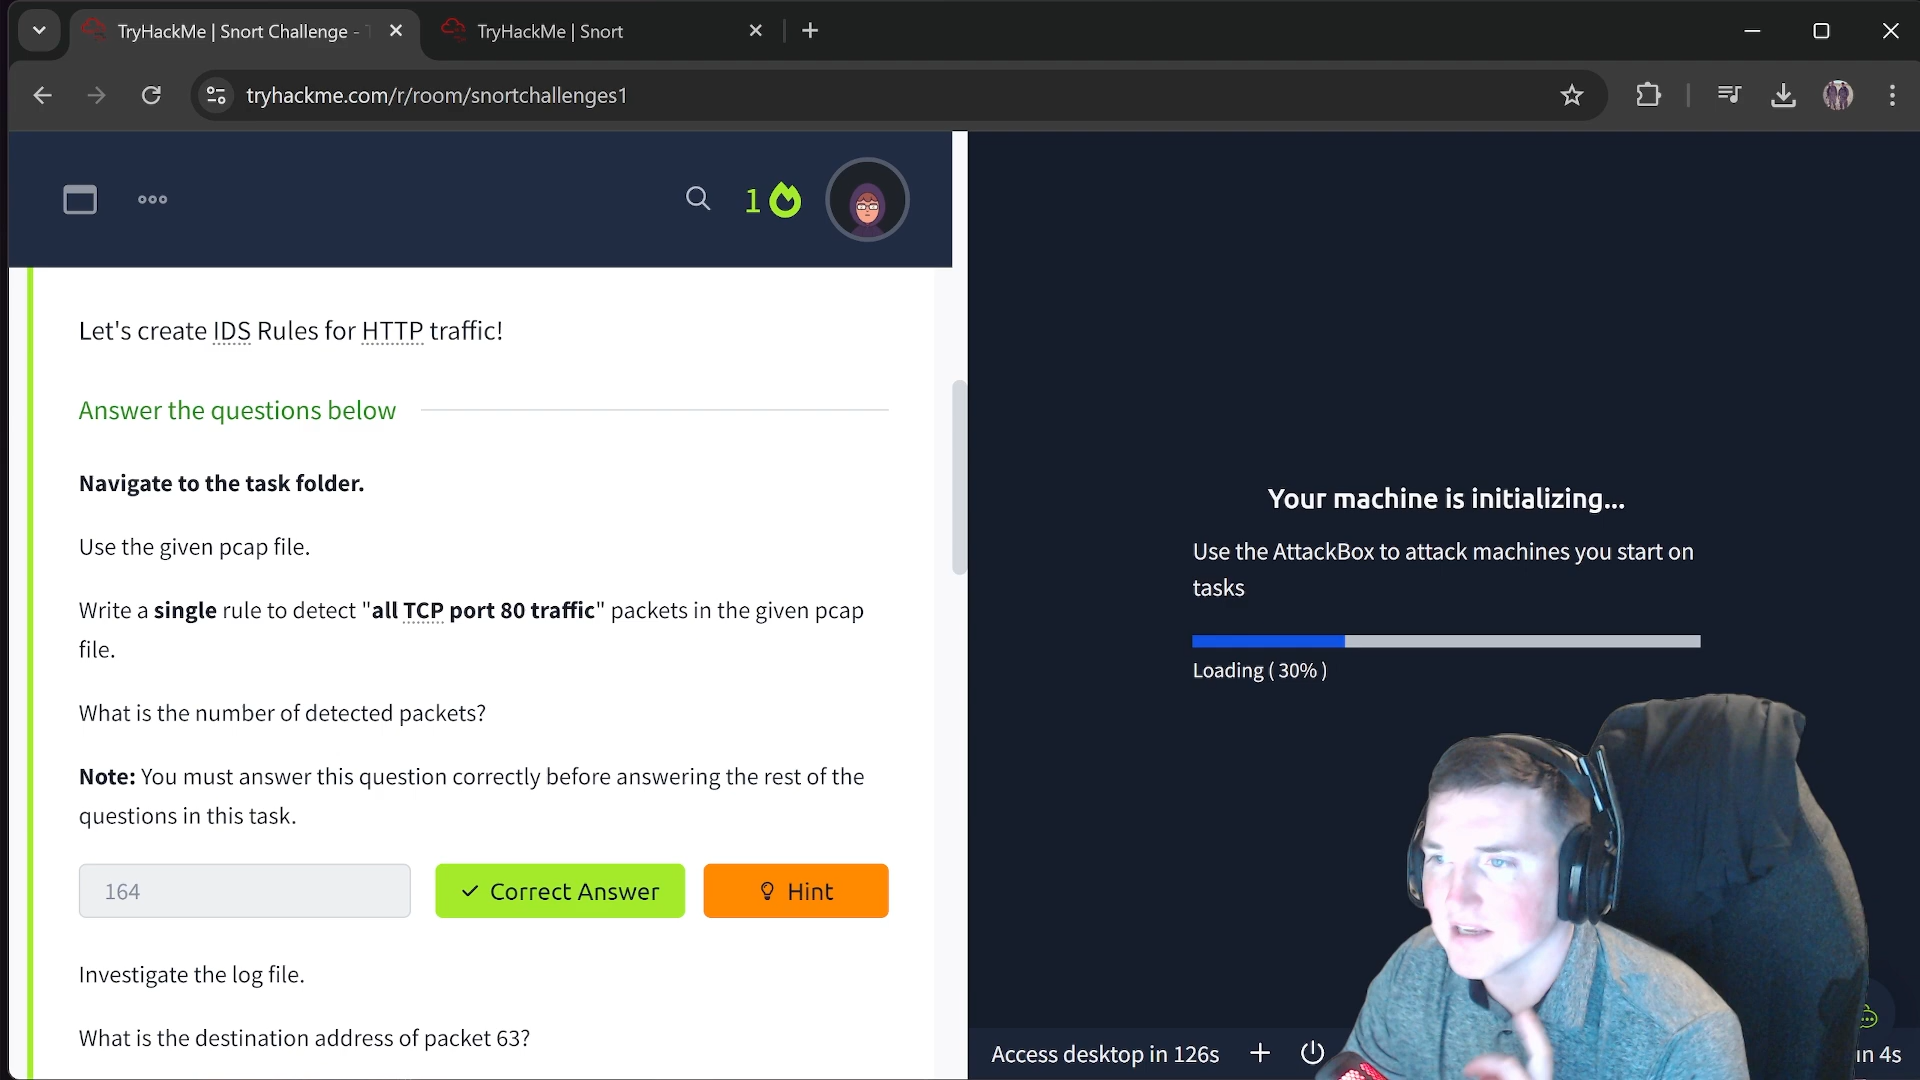 TryHackMe | Snort Challenge -
TryHackMe | Snort
tryhackme.com/r/room/snortchallenges1
1
Let's create IDS Rules for HTTP traffic!
Answer the questions below
Navigate to the task folder.
Use the given pcap file.
Write a single rule to detect "all TCP port 80 traffic" packets in the given pcap
file.
What is the number of detected packets?
Note: You must answer this question correctly before answering the rest of the
questions in this task.
164
Correct Answer
Hint
Investigate the log file.
What is the destination address of packet 63?
Your machine is initializing...
Use the AttackBox to attack machines you start on
tasks
Loading ( 30% )
Access desktop in 126s
in 4s